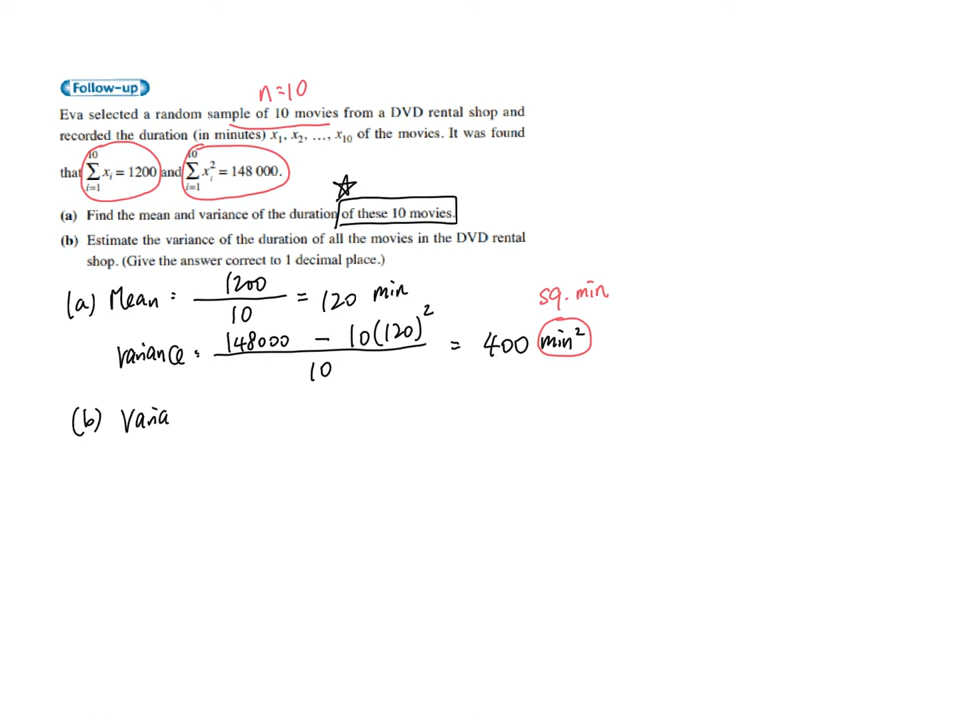 Follow-up
n=10
Eva selected a random sample of 10 movies from a DVD rental shop and
recorded the duration (in minutes) x₁, x₂, ..., x₁₀ of the movies. It was found
that ∑_{i=1}^{10} xᵢ = 1200 and ∑_{i=1}^{10} xᵢ² = 148 000.
(a) Find the mean and variance of the duration of these 10 movies.
(b) Estimate the variance of the duration of all the movies in the DVD rental
shop. (Give the answer correct to 1 decimal place.)
(a) Mean = 1200/10 = 120 min
sq. min
Variance = (148000 − 10(120)²)/10 = 400 min²
(b) Varia